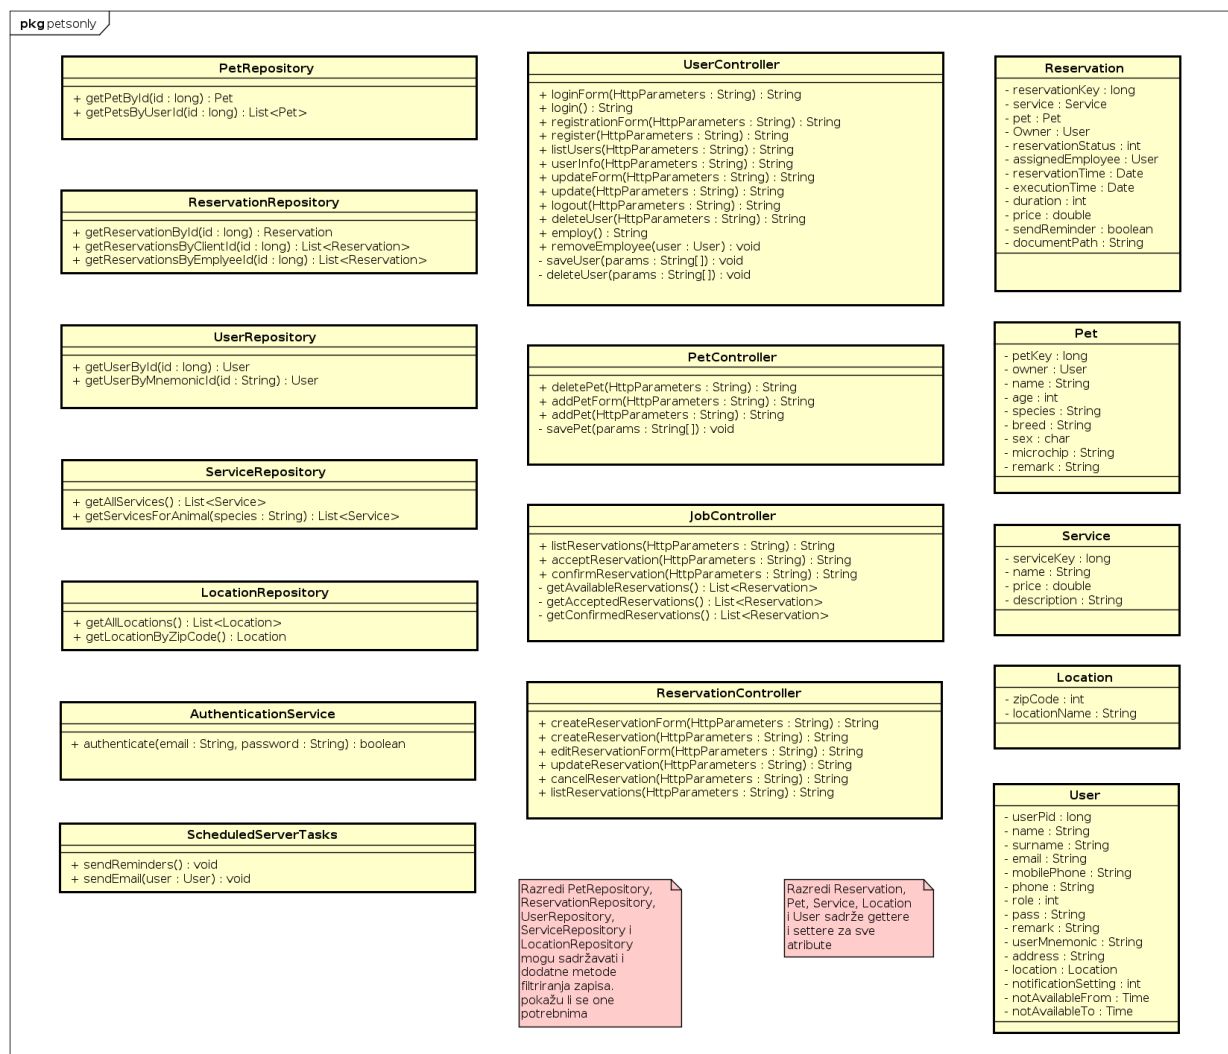 pkg petsonly
PetRepository
+ getPetById(id : long) : Pet
+ getPetsByUserId(id : long) : List<Pet>
ReservationRepository
+ getReservationById(id : long) : Reservation
+ getReservationsByClientId(id : long) : List<Reservation>
+ getReservationsByEmplyeeId(id : long) : List<Reservation>
UserRepository
+ getUserById(id : long) : User
+ getUserByMnemonicId(id : String) : User
ServiceRepository
+ getAllServices() : List<Service>
+ getServicesForAnimal(species : String) : List<Service>
LocationRepository
+ getAllLocations() : List<Location>
+ getLocationByZipCode() : Location
AuthenticationService
+ authenticate(email : String, password : String) : boolean
ScheduledServerTasks
+ sendReminders() : void
+ sendEmail(user : User) : void
UserController
+ loginForm(HttpParameters : String) : String
+ login() : String
+ registrationForm(HttpParameters : String) : String
+ register(HttpParameters : String) : String
+ listUsers(HttpParameters : String) : String
+ userInfo(HttpParameters : String) : String
+ updateForm(HttpParameters : String) : String
+ update(HttpParameters : String) : String
+ logout(HttpParameters : String) : String
+ deleteUser(HttpParameters : String) : String
+ employ() : String
+ removeEmployee(user : User) : void
- saveUser(params : String[]) : void
- deleteUser(params : String[]) : void
PetController
+ deletePet(HttpParameters : String) : String
+ addPetForm(HttpParameters : String) : String
+ addPet(HttpParameters : String) : String
- savePet(params : String[]) : void
JobController
+ listReservations(HttpParameters : String) : String
+ acceptReservation(HttpParameters : String) : String
+ confirmReservation(HttpParameters : String) : String
- getAvailableReservations() : List<Reservation>
- getAcceptedReservations() : List<Reservation>
- getConfirmedReservations() : List<Reservation>
ReservationController
+ createReservationForm(HttpParameters : String) : String
+ createReservation(HttpParameters : String) : String
+ editReservationForm(HttpParameters : String) : String
+ updateReservation(HttpParameters : String) : String
+ cancelReservation(HttpParameters : String) : String
+ listReservations(HttpParameters : String) : String
Razredi PetRepository,
ReservationRepository,
UserRepository,
ServiceRepository i
LocationRepository
mogu sadržavati i
dodatne metode
filtriranja zapisa.
pokažu li se one
potrebnima
Razredi Reservation,
Pet, Service, Location
i User sadrže gettere
i settere za sve
atribute
Reservation
- reservationKey : long
- service : Service
- pet : Pet
- Owner : User
- reservationStatus : int
- assignedEmployee : User
- reservationTime : Date
- executionTime : Date
- duration : int
- price : double
- sendReminder : boolean
- documentPath : String
Pet
- petKey : long
- owner : User
- name : String
- age : int
- species : String
- breed : String
- sex : char
- microchip : String
- remark : String
Service
- serviceKey : long
- name : String
- price : double
- description : String
Location
- zipCode : int
- locationName : String
User
- userPid : long
- name : String
- surname : String
- email : String
- mobilePhone : String
- phone : String
- role : int
- pass : String
- remark : String
- userMnemonic : String
- address : String
- location : Location
- notificationSetting : int
- notAvailableFrom : Time
- notAvailableTo : Time